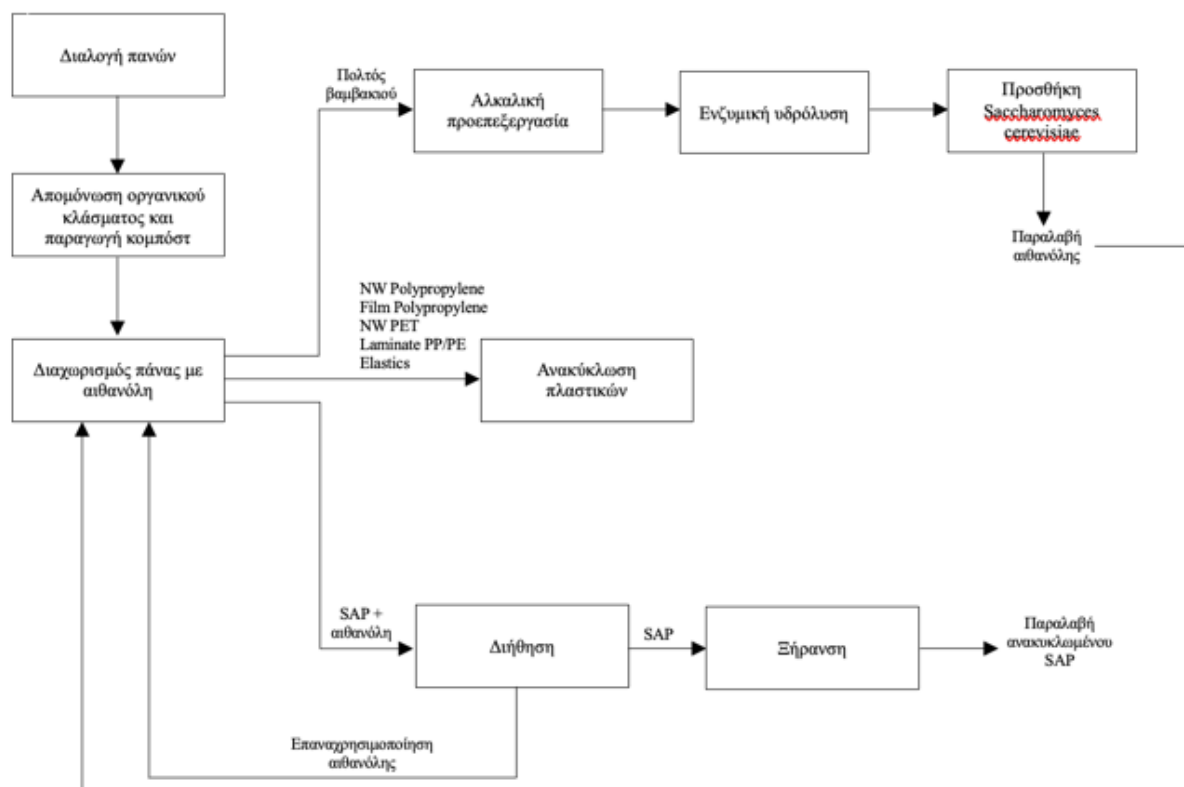 Διαλογή πανών
Πολτός
βαμβακιού
Αλκαλική
προεπεξεργασία
Ενζυμική υδρόλυση
Προσθήκη
Saccharomyces
cerevisiae
Απομόνωση οργανικού
κλάσματος και
παραγωγή κομπόστ
Παραλαβή
αιθανόλης
NW Polypropylene
Film Polypropylene
NW PET
Laminate PP/PE
Elastics
Διαχωρισμός πάνας με
αιθανόλη
Ανακύκλωση
πλαστικών
SAP +
αιθανόλη
Διήθηση
SAP
Ξήρανση
Παραλαβή
ανακυκλωμένου
SAP
Επαναχρησιμοποίηση
αιθανόλης